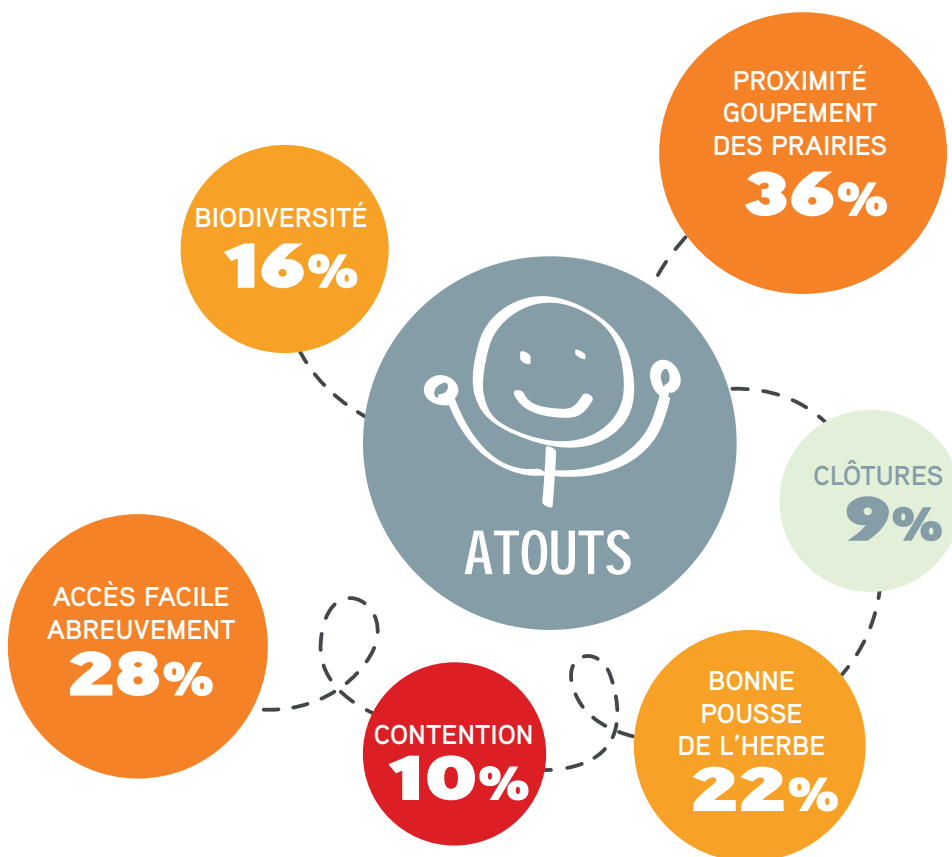 PROXIMITÉ
GOUPEMENT
DES PRAIRIES
36%
BIODIVERSITÉ
16%
CLÔTURES
9%
ATOUTS
ACCÈS FACILE
ABREUVEMENT
28%
CONTENTION
10%
BONNE
POUSSE
DE L'HERBE
22%